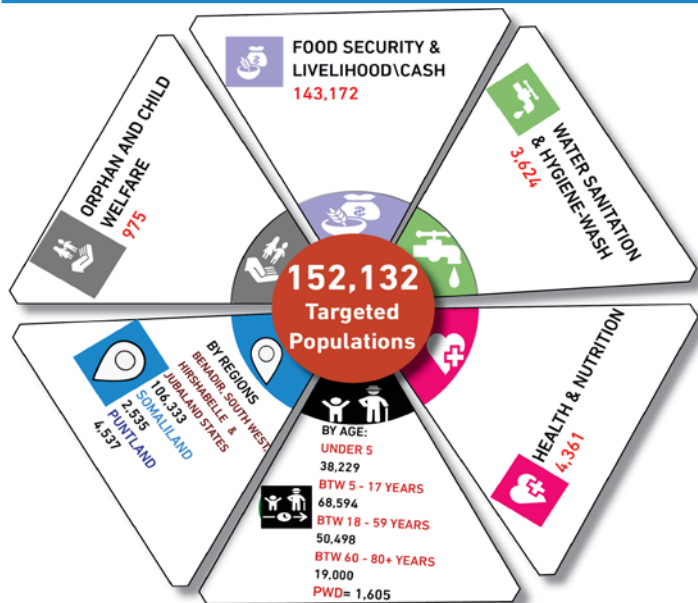 FOOD SECURITY &
LIVELIHOOD\CASH
143,172
WATER SANITATION
& HYGIENE-WASH
3,624
HEALTH & NUTRITION
4,361
BY AGE:
UNDER 5
38,229
BTW 5 - 17 YEARS
68,594
BTW 18 - 59 YEARS
50,498
BTW 60 - 80+ YEARS
19,000
PWD= 1,605
BY REGIONS
BENADIR, SOUTH WEST,
HIRSHABELLE &
JUBALAND STATES
106,333
SOMALILAND
2,535
PUNTLAND
4,537
ORPHAN AND CHILD
WELFARE
975
152,132
Targeted
Populations